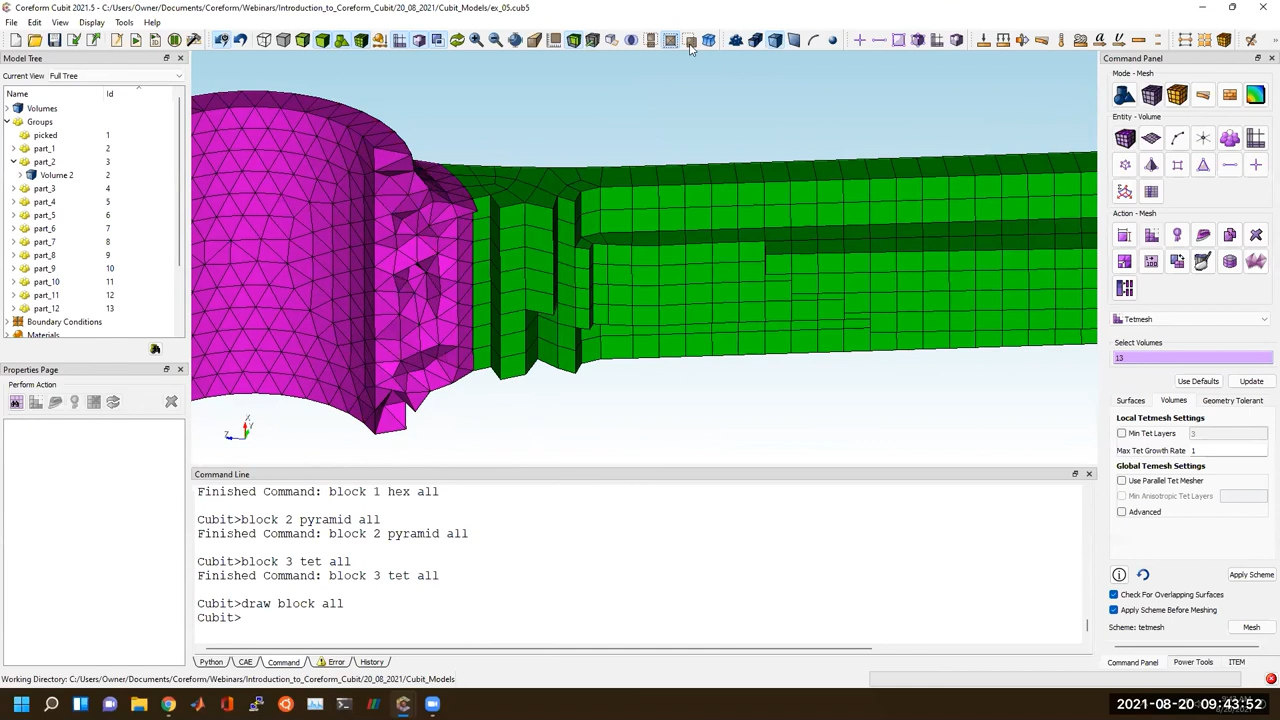 Coreform Cubit 2021.5 - C:/Users/Owner/Documents/Coreform/Webinars/Introduction_to_Coreform_Cubit/20_08_2021/Cubit_Models/ex_05.cub5
File Edit View Display Tools Help
Model Tree
Current View Full Tree
Name Id
Volumes
Groups
picked 1
part_1 2
part_2 3
Volume 2 2
part_3 4
part_4 5
part_5 6
part_6 7
part_7 8
part_8 9
part_9 10
part_10 11
part_11 12
part_12 13
Boundary Conditions
Materials
Properties Page
Perform Action
X
Y
Z
Command Line
Finished Command: block 1 hex all
Cubit>block 2 pyramid all
Finished Command: block 2 pyramid all
Cubit>block 3 tet all
Finished Command: block 3 tet all
Cubit>draw block all
Cubit>
Python CAE Command Error History
Command Panel
Mode - Mesh
Entity - Volume
Action - Mesh
Tetmesh
Select Volumes
13
Use Defaults Update
Surfaces Volumes Geometry Tolerant
Local Tetmesh Settings
Min Tet Layers 3
Max Tet Growth Rate 1
Global Temesh Settings
Use Parallel Tet Mesher
Min Anisotropic Tet Layers
Advanced
Apply Scheme
Check For Overlapping Surfaces
Apply Scheme Before Meshing
Scheme: tetmesh Mesh
Command Panel Power Tools ITEM
Working Directory: C:/Users/Owner/Documents/Coreform/Webinars/Introduction_to_Coreform_Cubit/20_08_2021/Cubit_Models
2021-08-20 09:43:52